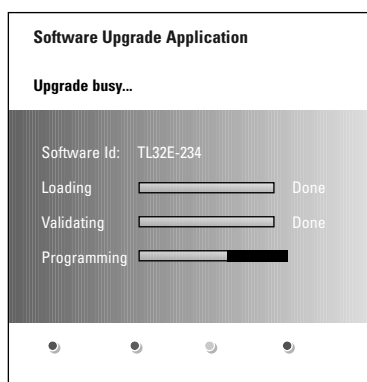 Software Upgrade Application
Upgrade busy...
Software Id: TL32E-234
Loading Done
Validating Done
Programming